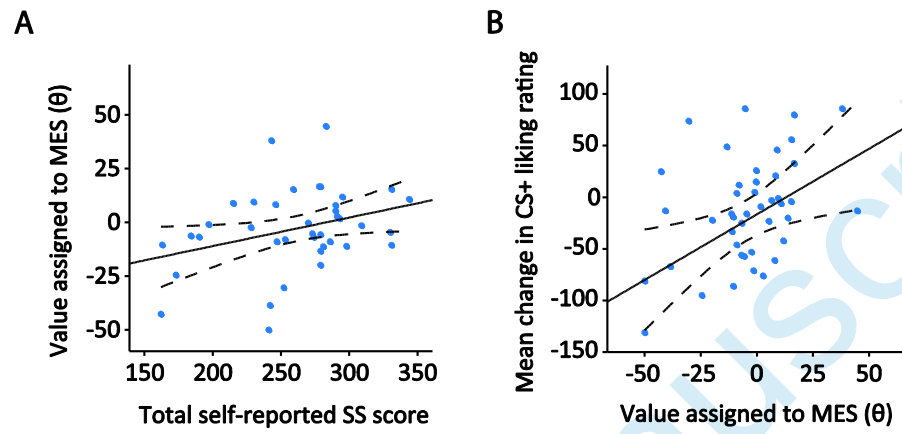 A
Value assigned to MES (θ)
50
25
0
-25
-50
150 200 250 300 350
Total self-reported SS score
B
Mean change in CS+ liking rating
100
50
0
-50
-100
-150
-50 -25 0 25 50
Value assigned to MES (θ)
uscr